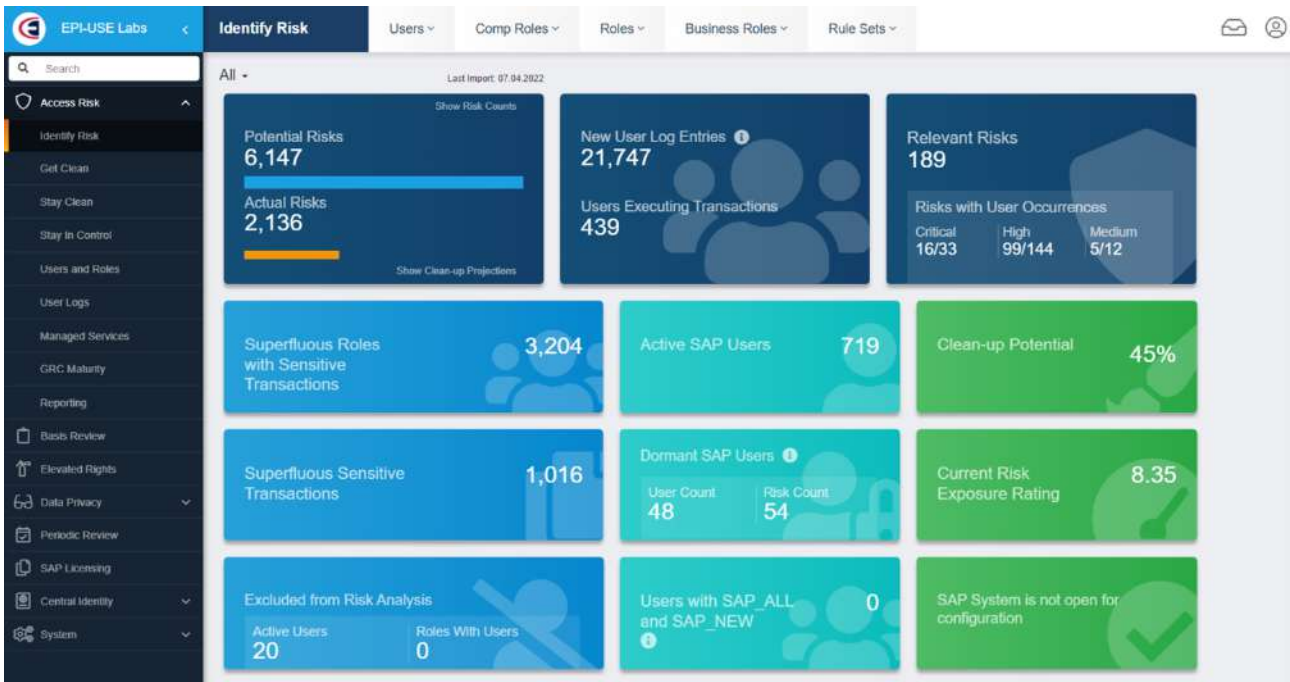 EPI-USE Labs
Identify Risk
Users
Comp Roles
Roles
Business Roles
Rule Sets
Search
Access Risk
Identify Risk
Get Clean
Stay Clean
Stay In Control
Users and Roles
User Logs
Managed Services
GRC Maturity
Reporting
Basis Review
Elevated Rights
Data Privacy
Periodic Review
SAP Licensing
Central Identity
System
All
Last Import: 07.04.2022
Show Risk Counts
Potential Risks
6,147
Actual Risks
2,136
Show Clean-up Projections
New User Log Entries
21,747
Users Executing Transactions
439
Relevant Risks
189
Risks with User Occurrences
Critical High Medium
16/33 99/144 5/12
Superfluous Roles
with Sensitive
Transactions
3,204
Active SAP Users
719
Clean-up Potential
45%
Superfluous Sensitive
Transactions
1,016
Dormant SAP Users
User Count Risk Count
48 54
Current Risk
Exposure Rating
8.35
Excluded from Risk Analysis
Active Users Roles With Users
20 0
Users with SAP_ALL
and SAP_NEW
0
SAP System is not open for
configuration